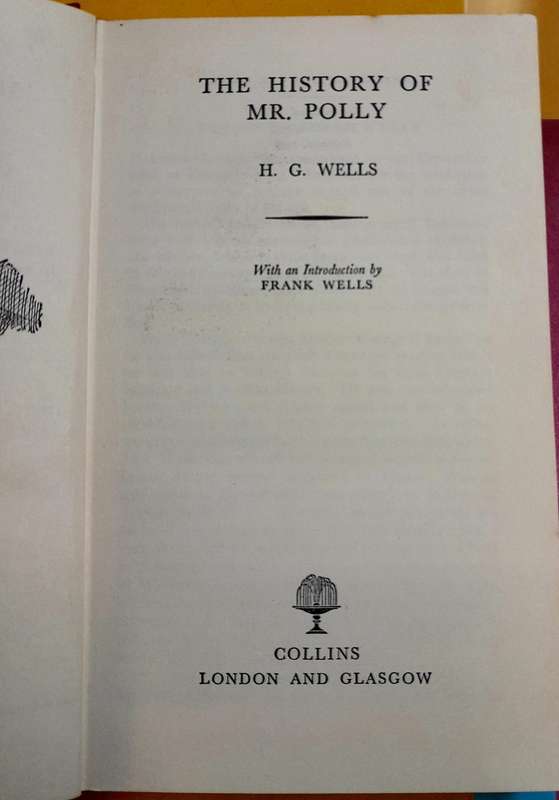 THE HISTORY OF
MR. POLLY
H. G. WELLS
With an Introduction by
FRANK WELLS
COLLINS
LONDON AND GLASGOW